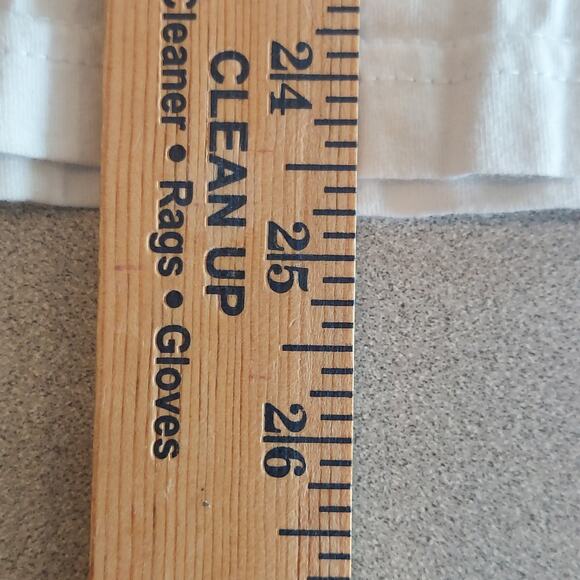 24
25
26
CLEAN UP
Cleaner • Rags • Gloves